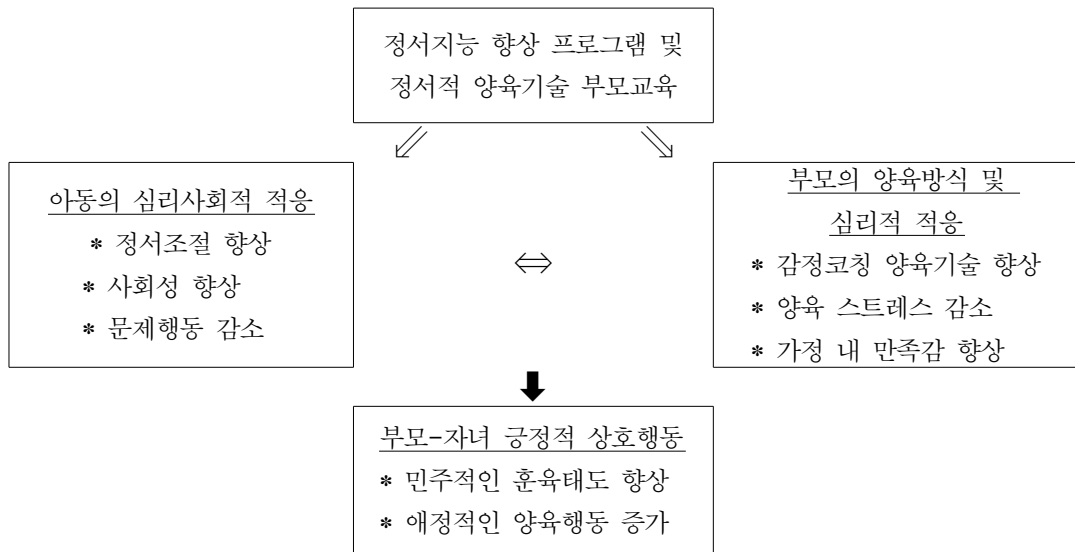 정서지능 향상 프로그램 및
정서적 양육기술 부모교육
아동의 심리사회적 적응
* 정서조절 향상
* 사회성 향상
* 문제행동 감소
부모의 양육방식 및
심리적 적응
* 감정코칭 양육기술 향상
* 양육 스트레스 감소
* 가정 내 만족감 향상
부모-자녀 긍정적 상호행동
* 민주적인 훈육태도 향상
* 애정적인 양육행동 증가